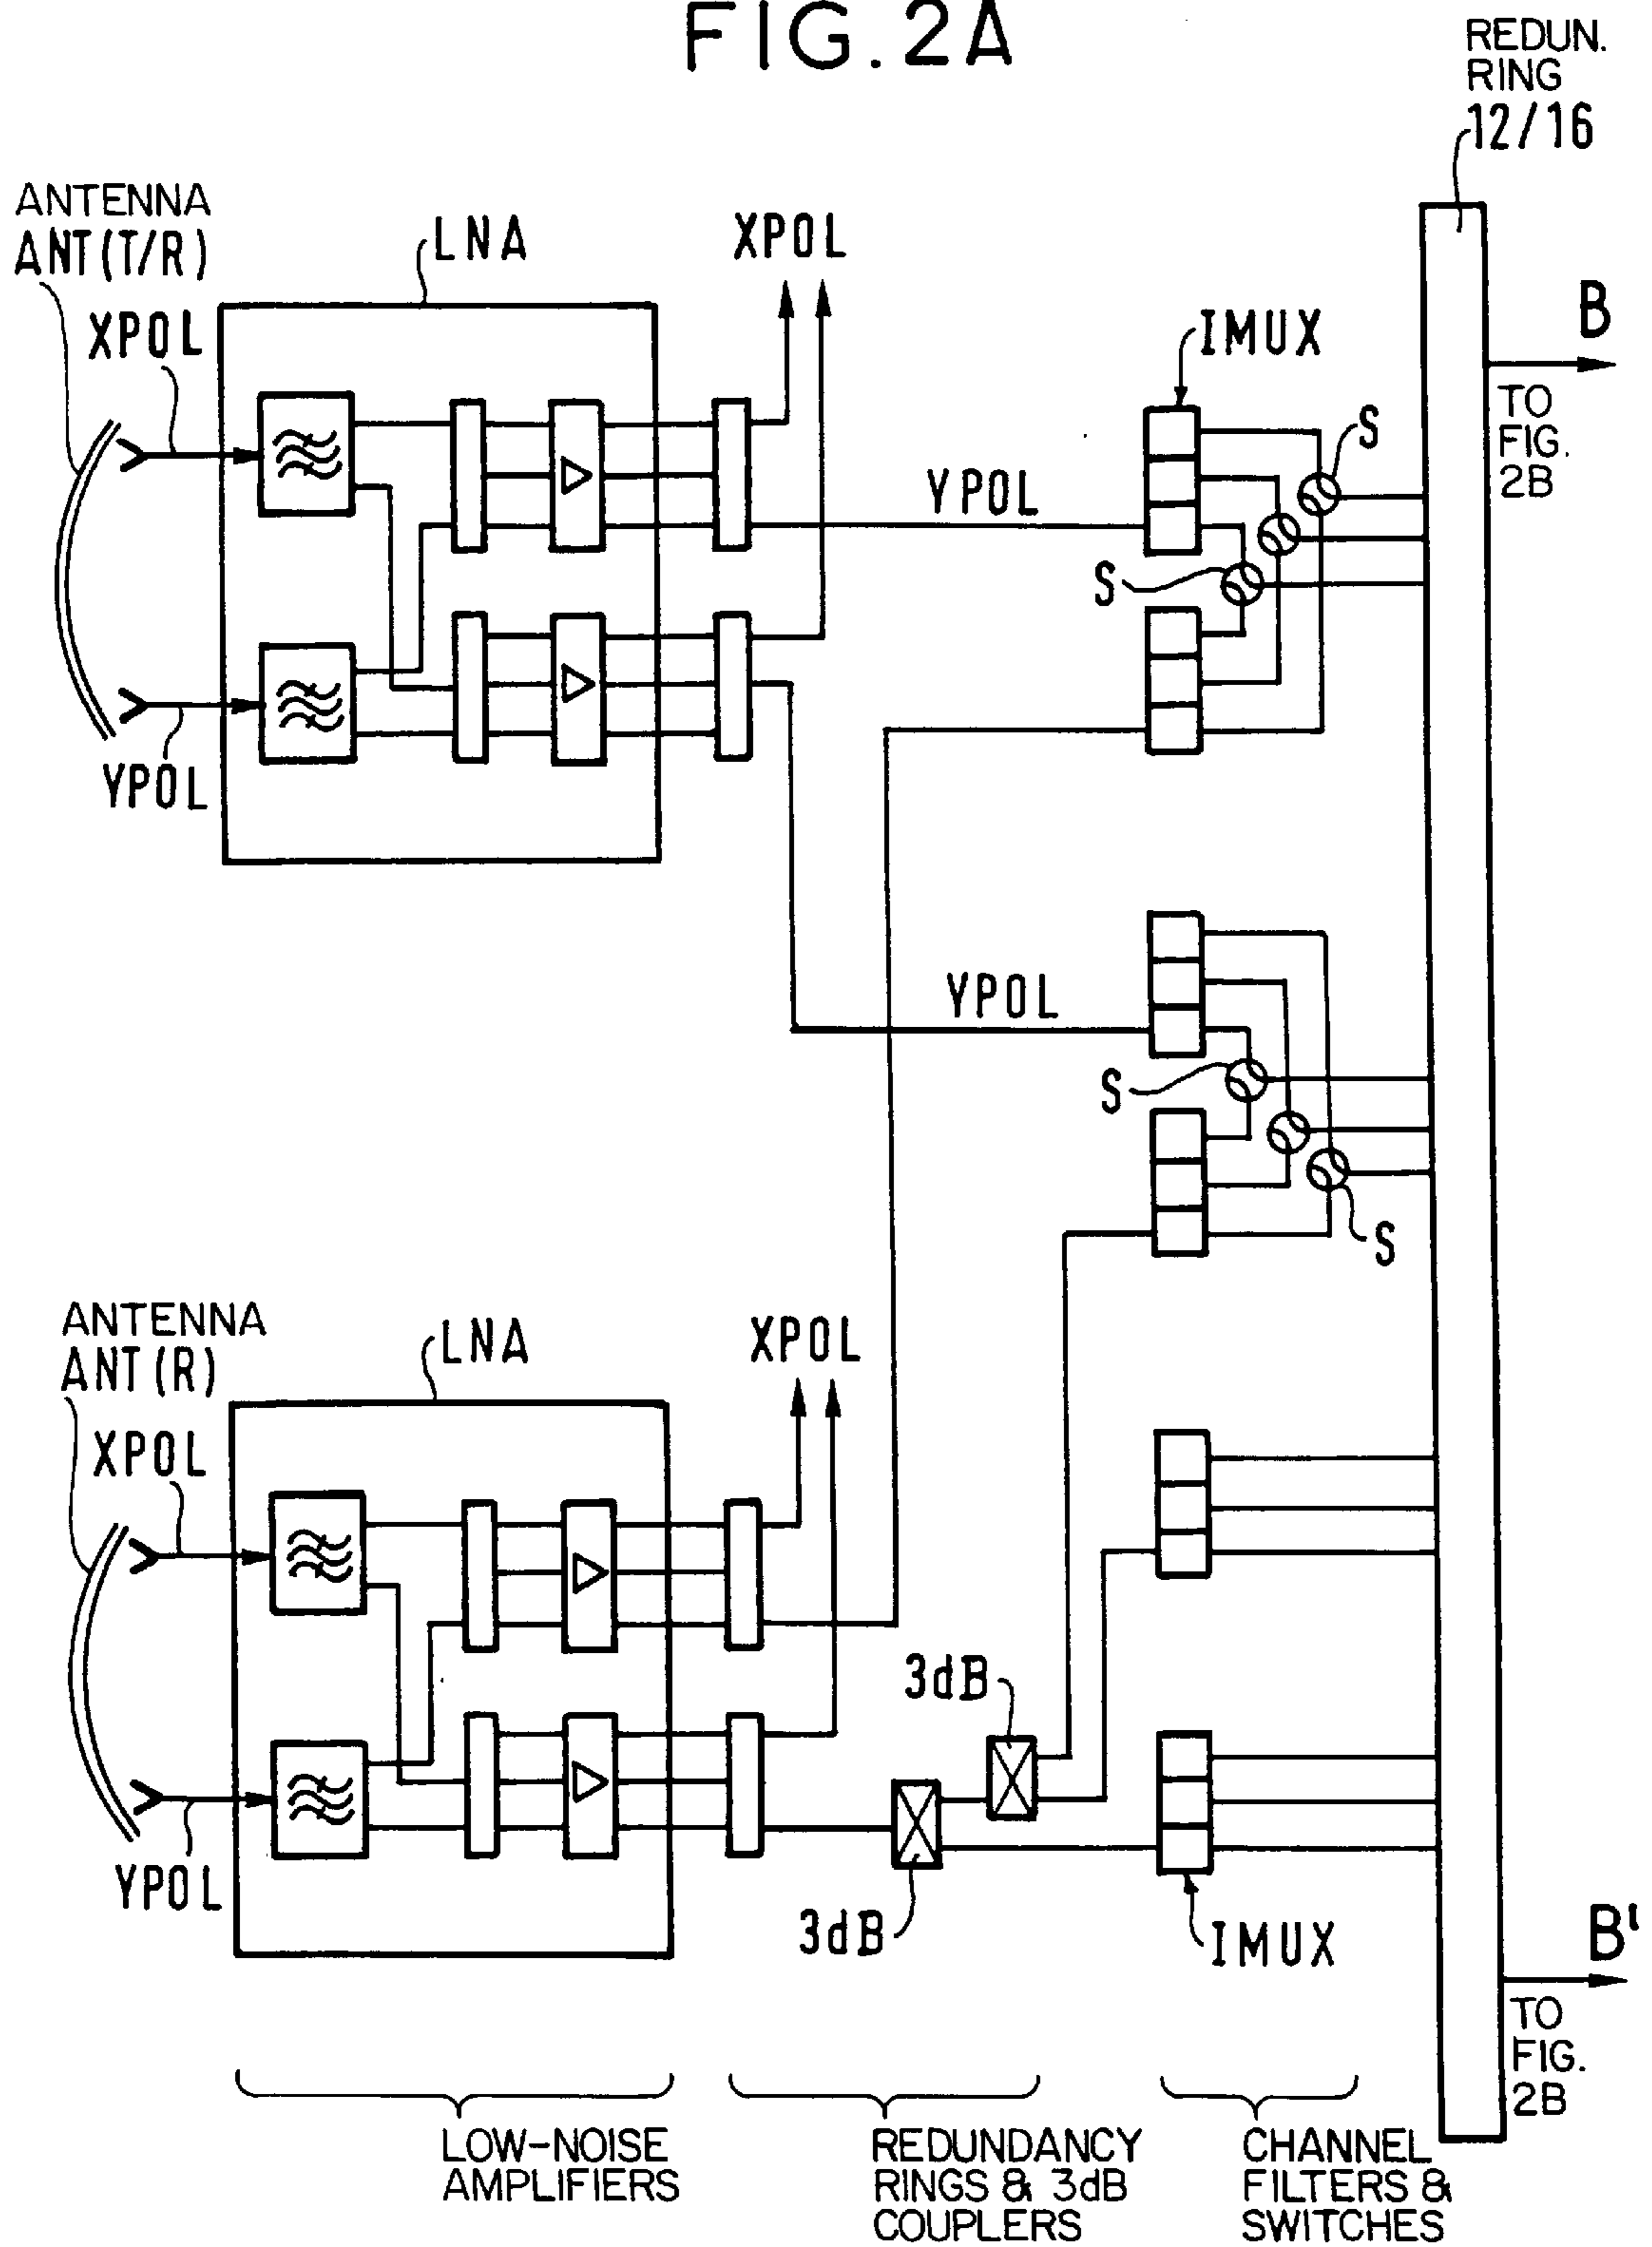 FIG.2A
REDUN.
RING
12/16
ANTENNA
ANT(T/R)
LNA
XPOL
XPOL
IMUX
B
TO
FIG.
2B
S
YPOL
S
YPOL
YPOL
S
S
ANTENNA
ANT(R)
LNA
XPOL
XPOL
3dB
YPOL
3dB
IMUX
B'
TO
FIG.
2B
LOW-NOISE
AMPLIFIERS
REDUNDANCY
RINGS & 3dB
COUPLERS
CHANNEL
FILTERS &
SWITCHES